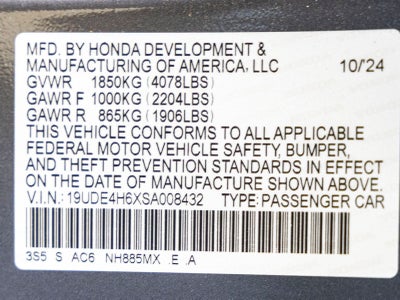 MFD. BY HONDA DEVELOPMENT &
MANUFACTURING OF AMERICA, LLC 10/24
GVWR 1850KG (4078LBS)
GAWR F 1000KG (2204LBS)
GAWR R 865KG (1906LBS)
THIS VEHICLE CONFORMS TO ALL APPLICABLE
FEDERAL MOTOR VEHICLE SAFETY, BUMPER,
AND THEFT PREVENTION STANDARDS IN EFFECT
ON THE DATE OF MANUFACTURE SHOWN ABOVE.
V.I.N.: 19UDE4H6XSA008432 TYPE: PASSENGER CAR
3S5 S AC6 NH885MX .E .A